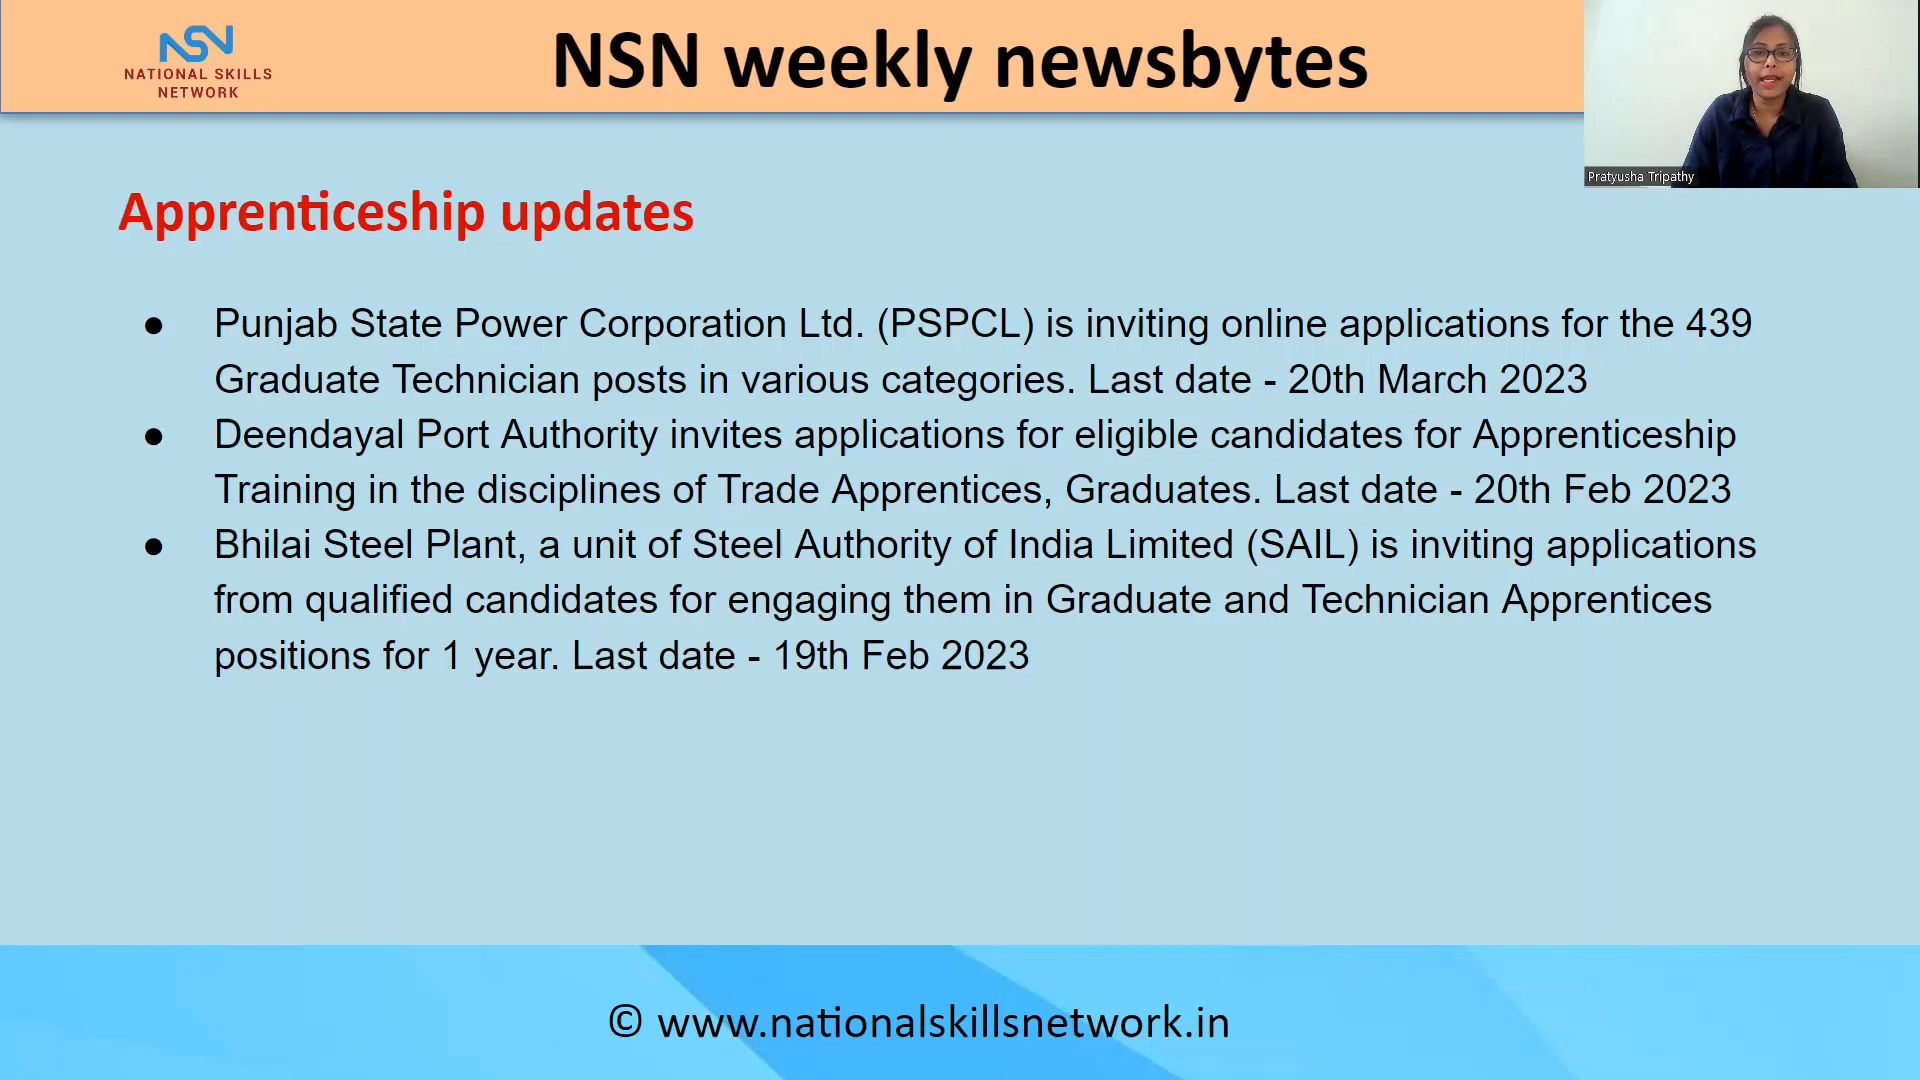 NSN
NATIONAL SKILLS
NETWORK
NSN weekly newsbytes
Pratyusha Tripathy
Apprenticeship updates
● Punjab State Power Corporation Ltd. (PSPCL) is inviting online applications for the 439
Graduate Technician posts in various categories. Last date - 20th March 2023
● Deendayal Port Authority invites applications for eligible candidates for Apprenticeship
Training in the disciplines of Trade Apprentices, Graduates. Last date - 20th Feb 2023
● Bhilai Steel Plant, a unit of Steel Authority of India Limited (SAIL) is inviting applications
from qualified candidates for engaging them in Graduate and Technician Apprentices
positions for 1 year. Last date - 19th Feb 2023
© www.nationalskillsnetwork.in